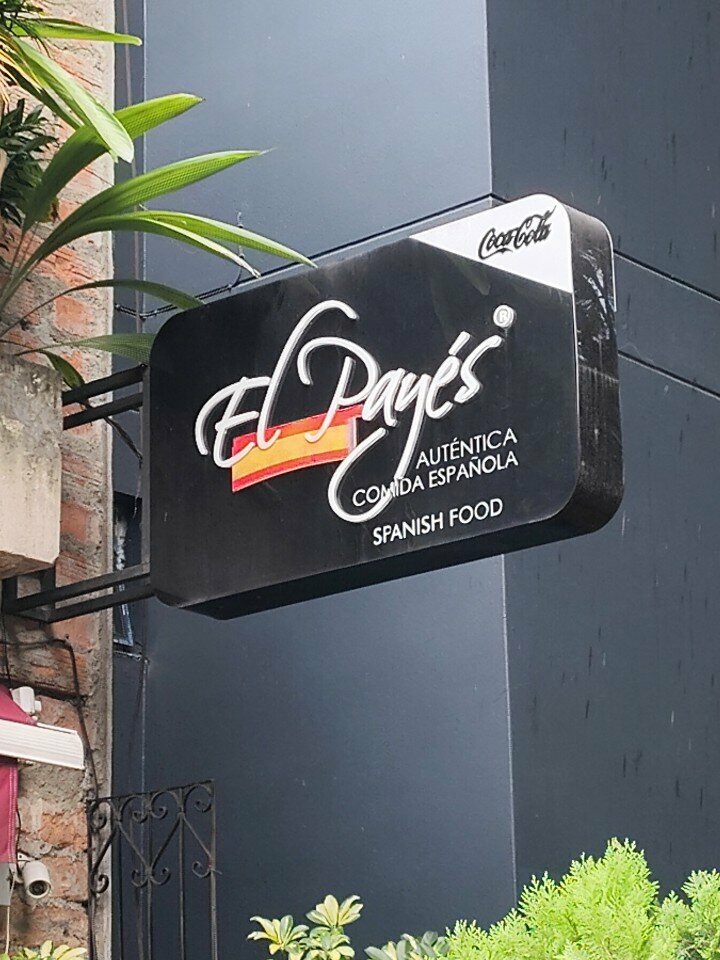 Coca-Cola
El Payés®
AUTÉNTICA
COMIDA ESPAÑOLA
SPANISH FOOD